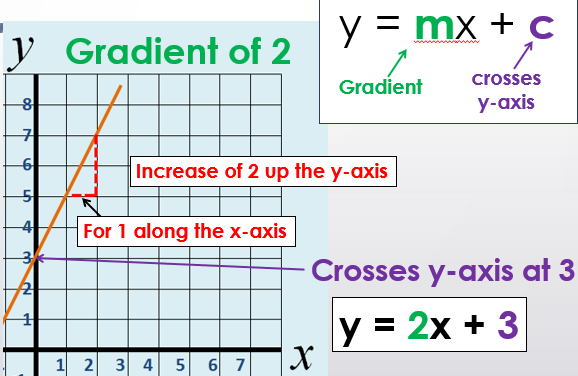 y = mx + c
Gradient
crosses
y-axis
y
Gradient of 2
8
7
6
5
4
3
2
1
Increase of 2 up the y-axis
For 1 along the x-axis
Crosses y-axis at 3
y = 2x + 3
1 2 3 4 5 6 7
x